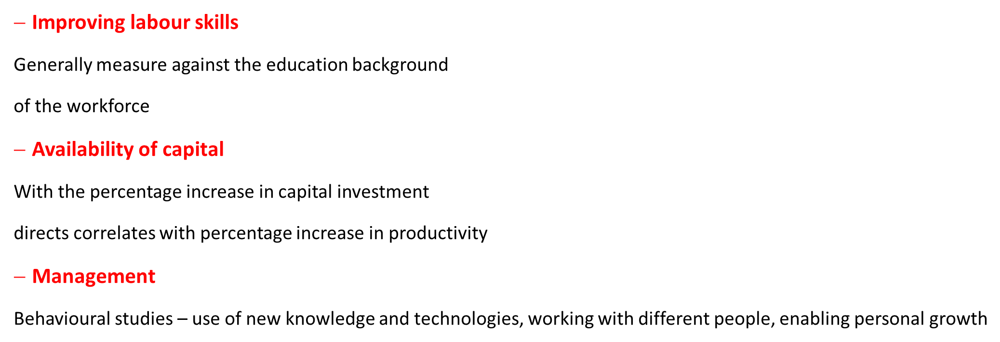 – Improving labour skills
Generally measure against the education background
of the workforce
– Availability of capital
With the percentage increase in capital investment
directs correlates with percentage increase in productivity
– Management
Behavioural studies – use of new knowledge and technologies, working with different people, enabling personal growth